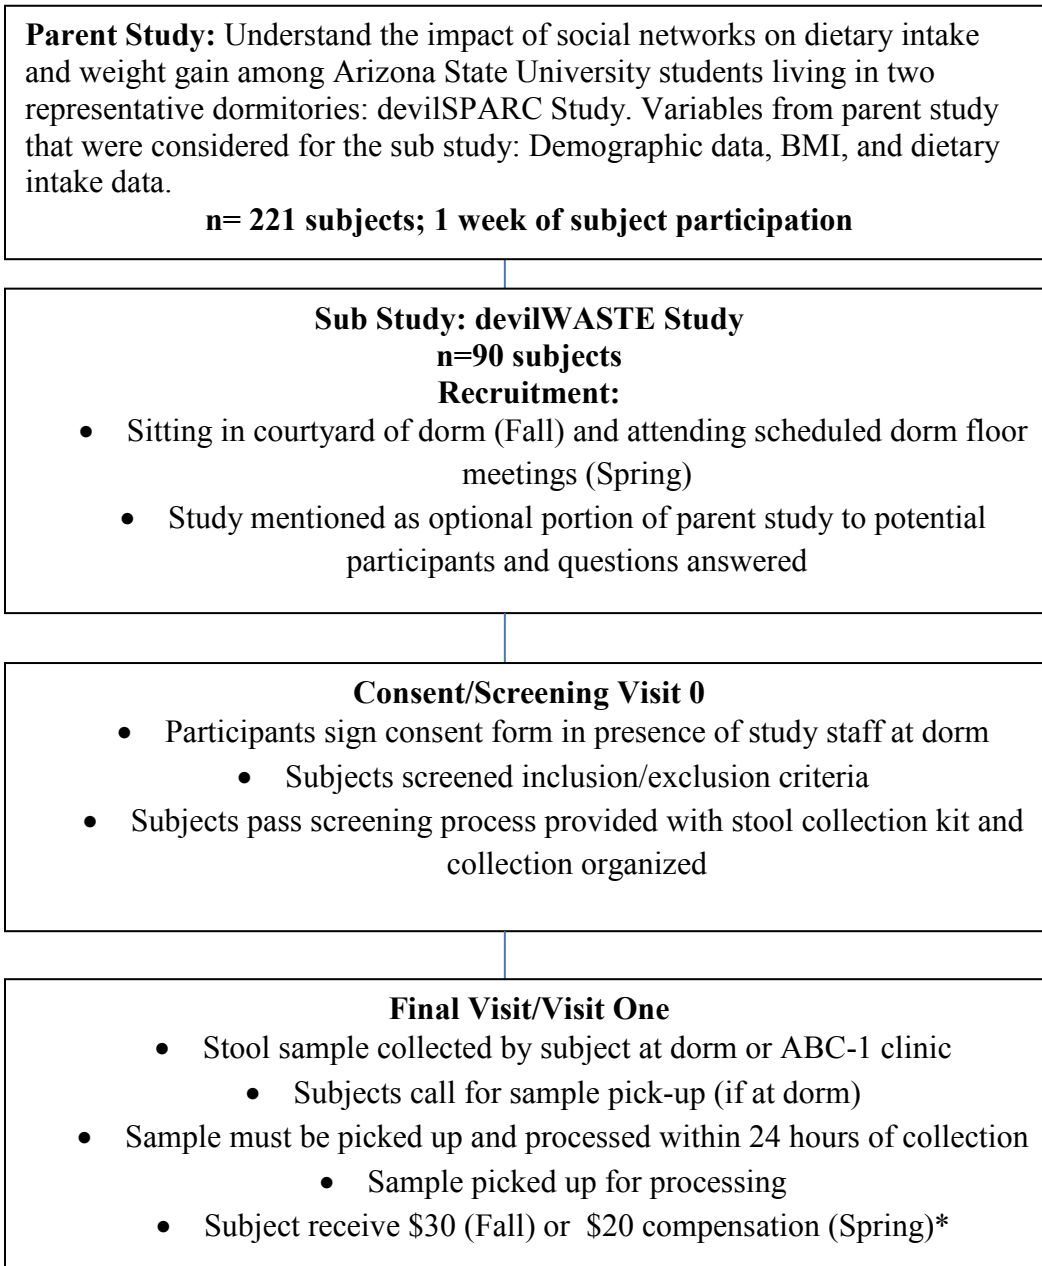 Parent Study: Understand the impact of social networks on dietary intake
and weight gain among Arizona State University students living in two
representative dormitories: devilSPARC Study. Variables from parent study
that were considered for the sub study: Demographic data, BMI, and dietary
intake data.
n= 221 subjects; 1 week of subject participation
Sub Study: devilWASTE Study
n=90 subjects
Recruitment:
• Sitting in courtyard of dorm (Fall) and attending scheduled dorm floor
meetings (Spring)
• Study mentioned as optional portion of parent study to potential
participants and questions answered
Consent/Screening Visit 0
• Participants sign consent form in presence of study staff at dorm
• Subjects screened inclusion/exclusion criteria
• Subjects pass screening process provided with stool collection kit and
collection organized
Final Visit/Visit One
• Stool sample collected by subject at dorm or ABC-1 clinic
• Subjects call for sample pick-up (if at dorm)
• Sample must be picked up and processed within 24 hours of collection
• Sample picked up for processing
• Subject receive $30 (Fall) or $20 compensation (Spring)*